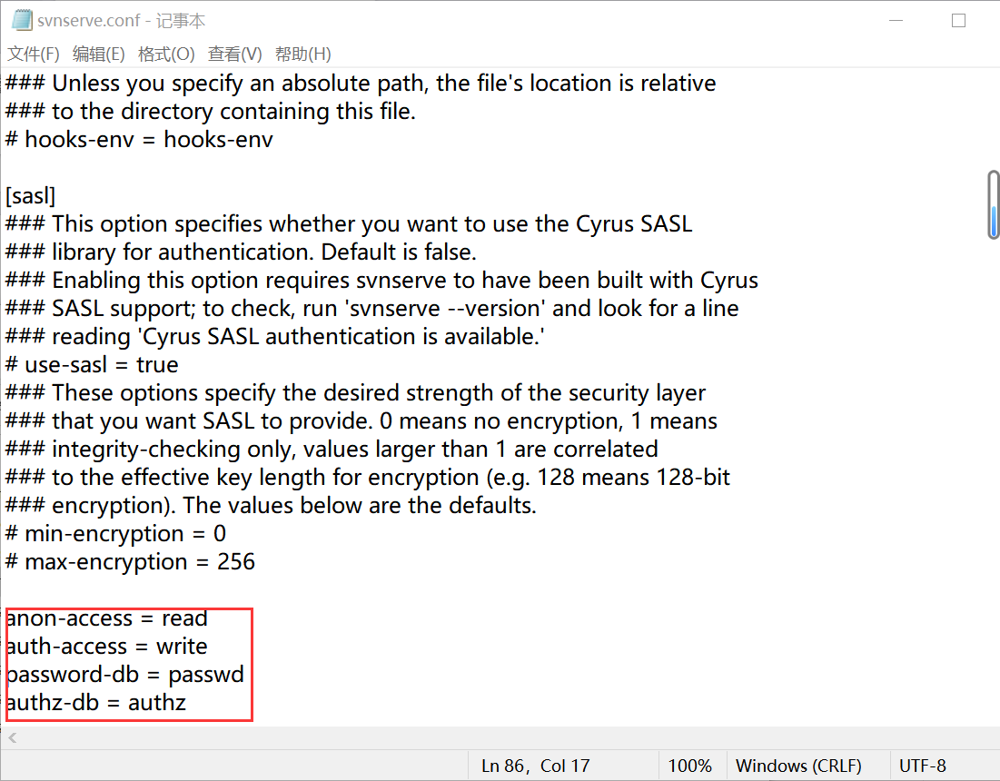 svnserve.conf - 记事本
文件(F) 编辑(E) 格式(O) 查看(V) 帮助(H)
### Unless you specify an absolute path, the file's location is relative
### to the directory containing this file.
# hooks-env = hooks-env
[sasl]
### This option specifies whether you want to use the Cyrus SASL
### library for authentication. Default is false.
### Enabling this option requires svnserve to have been built with Cyrus
### SASL support; to check, run 'svnserve --version' and look for a line
### reading 'Cyrus SASL authentication is available.'
# use-sasl = true
### These options specify the desired strength of the security layer
### that you want SASL to provide. 0 means no encryption, 1 means
### integrity-checking only, values larger than 1 are correlated
### to the effective key length for encryption (e.g. 128 means 128-bit
### encryption). The values below are the defaults.
# min-encryption = 0
# max-encryption = 256
anon-access = read
auth-access = write
password-db = passwd
authz-db = authz
Ln 86, Col 17 100% Windows (CRLF) UTF-8